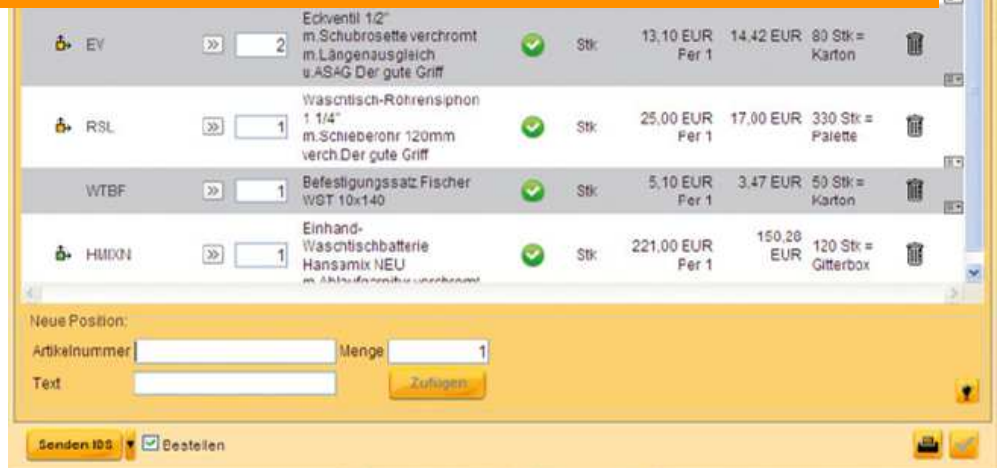 EV 2 Eckventil 1/2" m.Schubrosette verchromt m.Längenausgleich u.ASAG Der gute Griff Stk 13,10 EUR Per 1 14,42 EUR 80 Stk = Karton
RSL 1 Waschtisch-Röhrensiphon 1 1/4" m.Schieberohr 120mm verch.Der gute Griff Stk 25,00 EUR Per 1 17,00 EUR 330 Stk = Palette
WTBF 1 Befestigungssatz Fischer WST 10x140 Stk 5,10 EUR Per 1 3,47 EUR 50 Stk = Karton
HMIXN 1 Einhand-Waschtischbatterie Hansamix NEU m.Ablaufgarnitur verchromt Stk 221,00 EUR Per 1 150,28 EUR 120 Stk = Gitterbox
Neue Position:
Artikelnummer Menge 1
Text Zufügen
Senden IDS Bestellen